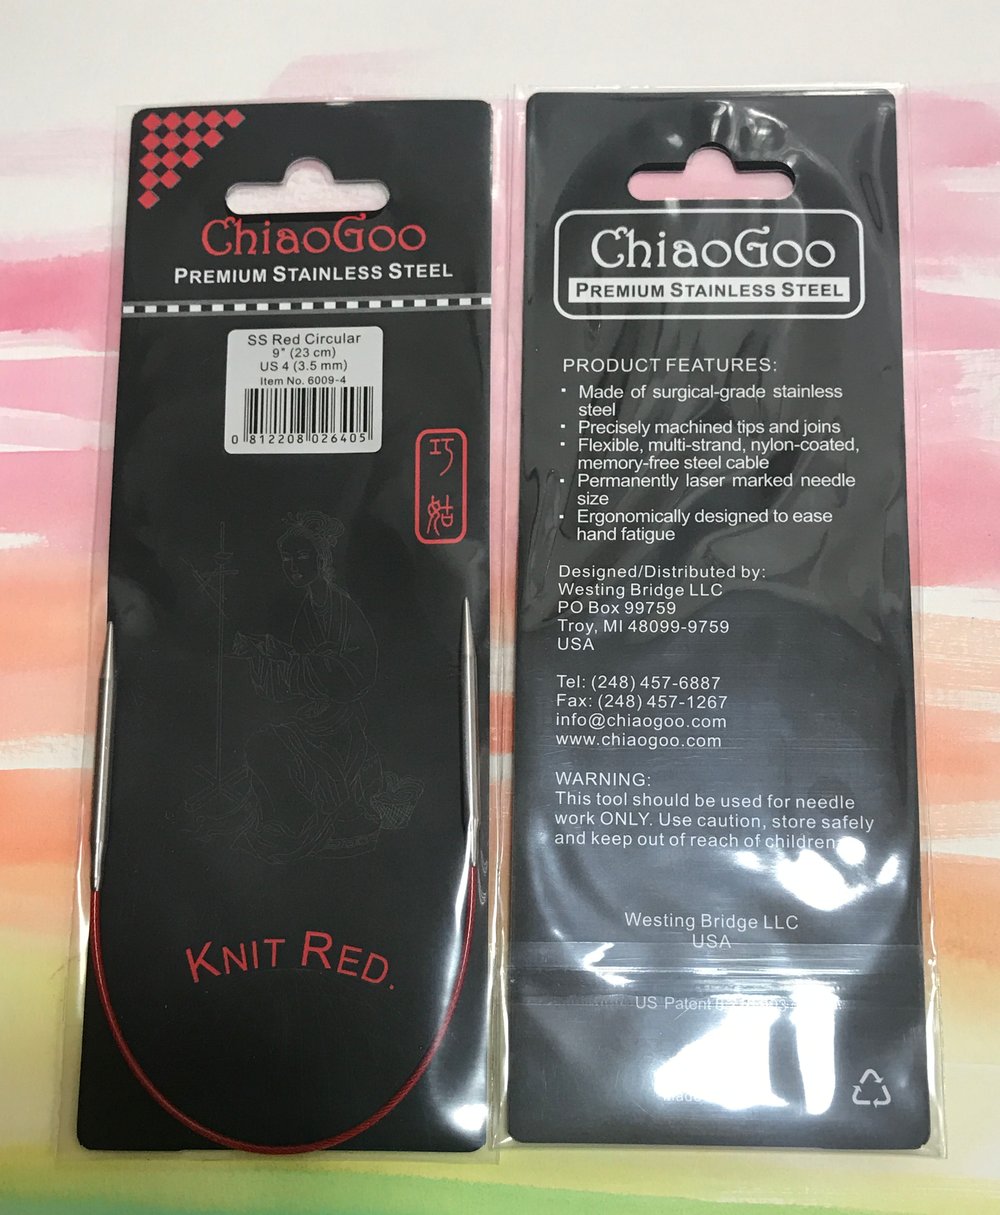 ChiaoGoo
PREMIUM STAINLESS STEEL
SS Red Circular
9" (23 cm)
US 4 (3.5 mm)
Item No. 6009-4
0 812208 026405
巧
姑
KNIT RED.
ChiaoGoo
PREMIUM STAINLESS STEEL
PRODUCT FEATURES:
· Made of surgical-grade stainless
steel
· Precisely machined tips and joins
· Flexible, multi-strand, nylon-coated,
memory-free steel cable
· Permanently laser marked needle
size
· Ergonomically designed to ease
hand fatigue
Designed/Distributed by:
Westing Bridge LLC
PO Box 99759
Troy, MI 48099-9759
USA
Tel: (248) 457-6887
Fax: (248) 457-1267
info@chiaogoo.com
www.chiaogoo.com
WARNING:
This tool should be used for needle
work ONLY. Use caution, store safely
and keep out of reach of children.
Westing Bridge LLC
USA
US Patent
Made